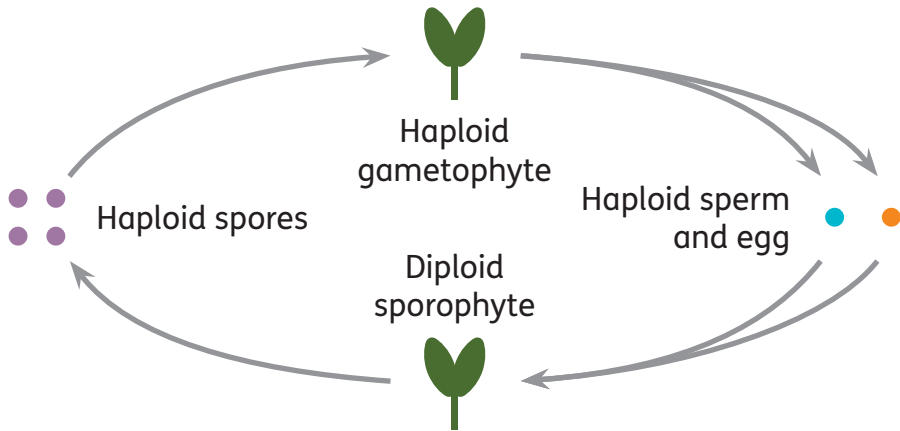 Haploid
gametophyte
Haploid spores
Haploid sperm
and egg
Diploid
sporophyte